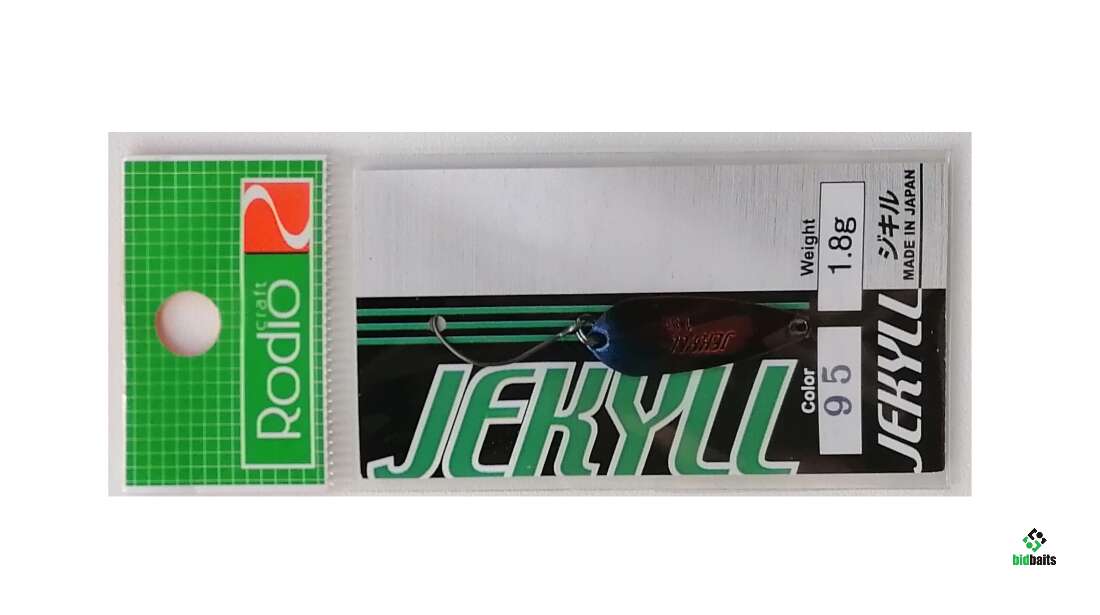 Rodio
craft
JEKYLL
JEKYLL
Weight
1.8g
Color
95
ジキル
MADE IN JAPAN
JEKYLL
bidbaits